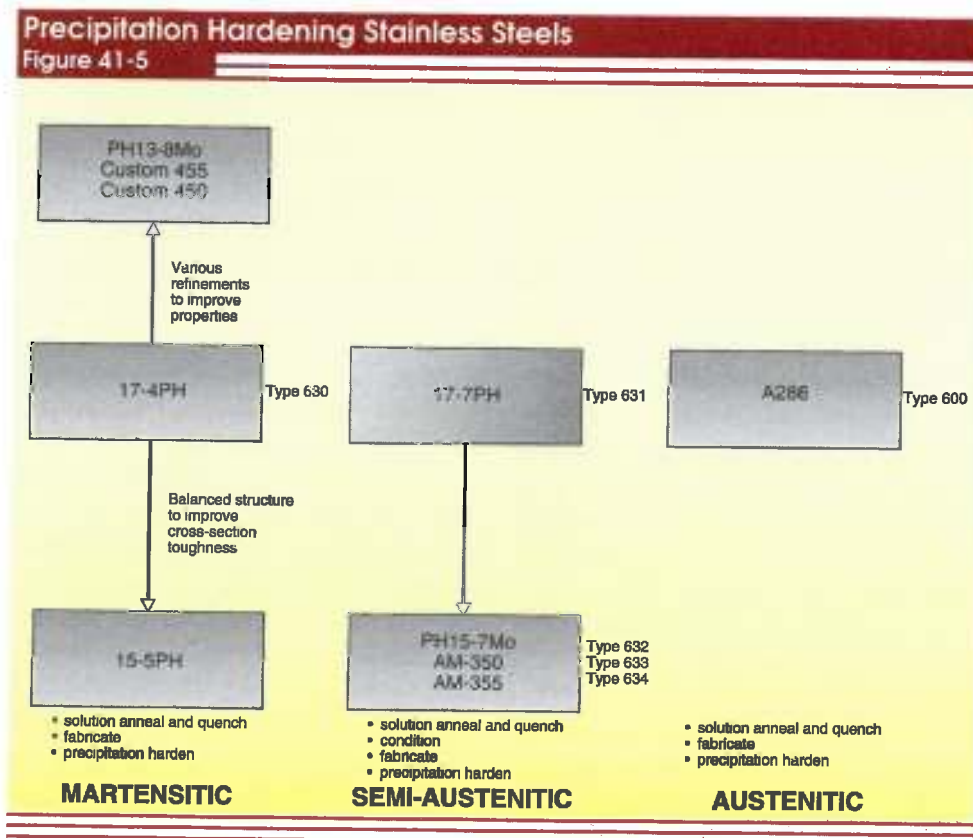 Precipitation Hardening Stainless Steels
Figure 41-5
PH13-8Mo
Custom 455
Custom 450
Various
refinements
to improve
properties
17-4PH
Type 630
17-7PH
Type 631
A286
Type 600
Balanced structure
to improve
cross-section
toughness
15-5PH
PH15-7Mo
AM-350
AM-355
Type 632
Type 633
Type 634
• solution anneal and quench
• fabricate
• precipitation harden
MARTENSITIC
• solution anneal and quench
• condition
• fabricate
• precipitation harden
SEMI-AUSTENITIC
• solution anneal and quench
• fabricate
• precipitation harden
AUSTENITIC